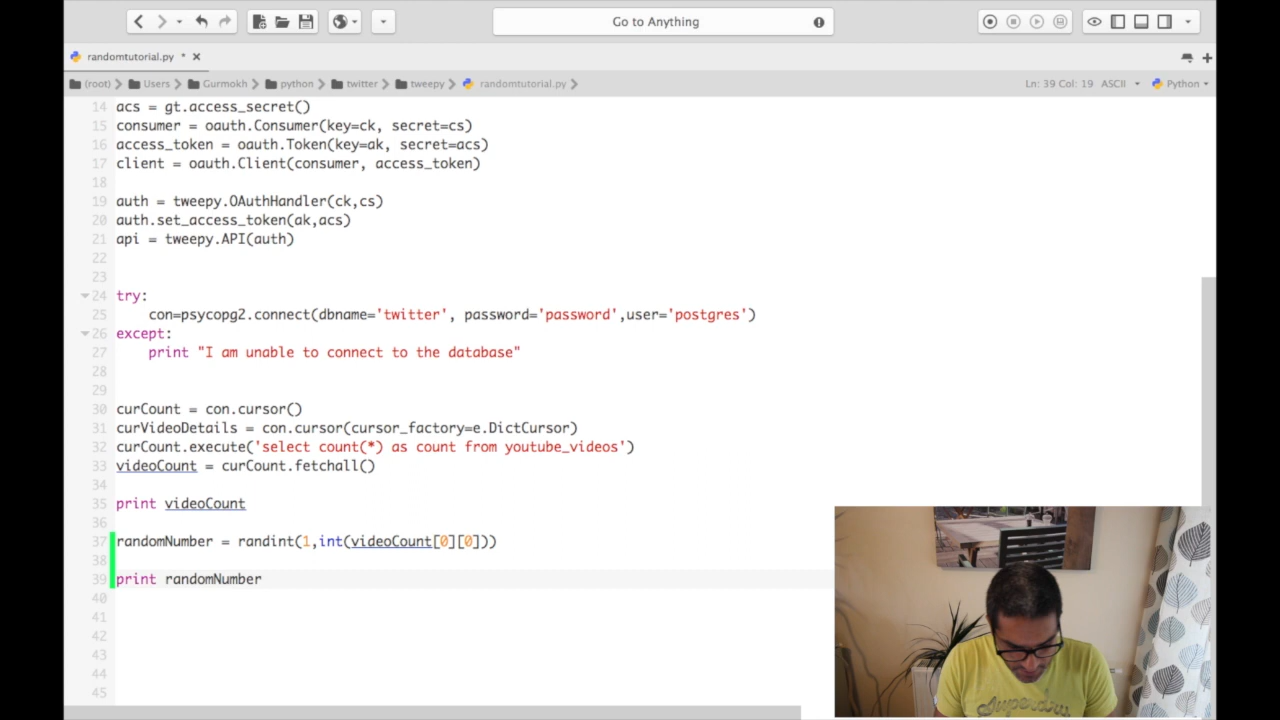 Go to Anything
randomtutorial.py *
(root) Users Gurmokh python twitter tweepy randomtutorial.py
Ln: 39 Col: 19 ASCII Python
14 acs = gt.access_secret()
15 consumer = oauth.Consumer(key=ck, secret=cs)
16 access_token = oauth.Token(key=ak, secret=acs)
17 client = oauth.Client(consumer, access_token)
18
19 auth = tweepy.OAuthHandler(ck,cs)
20 auth.set_access_token(ak,acs)
21 api = tweepy.API(auth)
22
23
24 try:
25 con=psycopg2.connect(dbname='twitter', password='password',user='postgres')
26 except:
27 print "I am unable to connect to the database"
28
29
30 curCount = con.cursor()
31 curVideoDetails = con.cursor(cursor_factory=e.DictCursor)
32 curCount.execute('select count(*) as count from youtube_videos')
33 videoCount = curCount.fetchall()
34
35 print videoCount
36
37 randomNumber = randint(1,int(videoCount[0][0]))
38
39 print randomNumber
40
41
42
43
44
45
Superdry